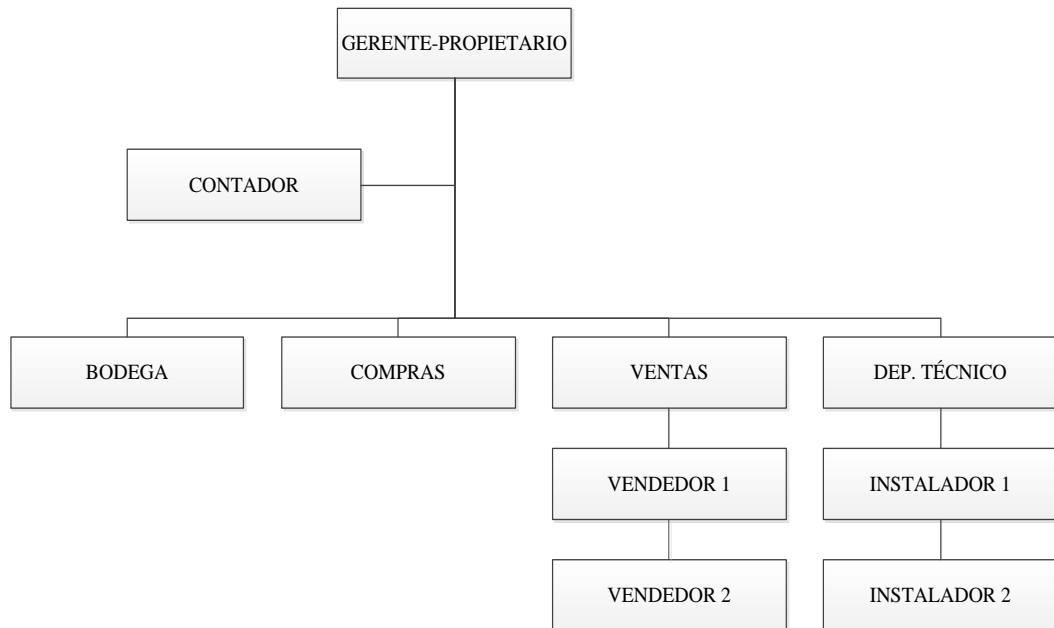 GERENTE-PROPIETARIO
CONTADOR
BODEGA
COMPRAS
VENTAS
DEP. TÉCNICO
VENDEDOR 1
INSTALADOR 1
VENDEDOR 2
INSTALADOR 2